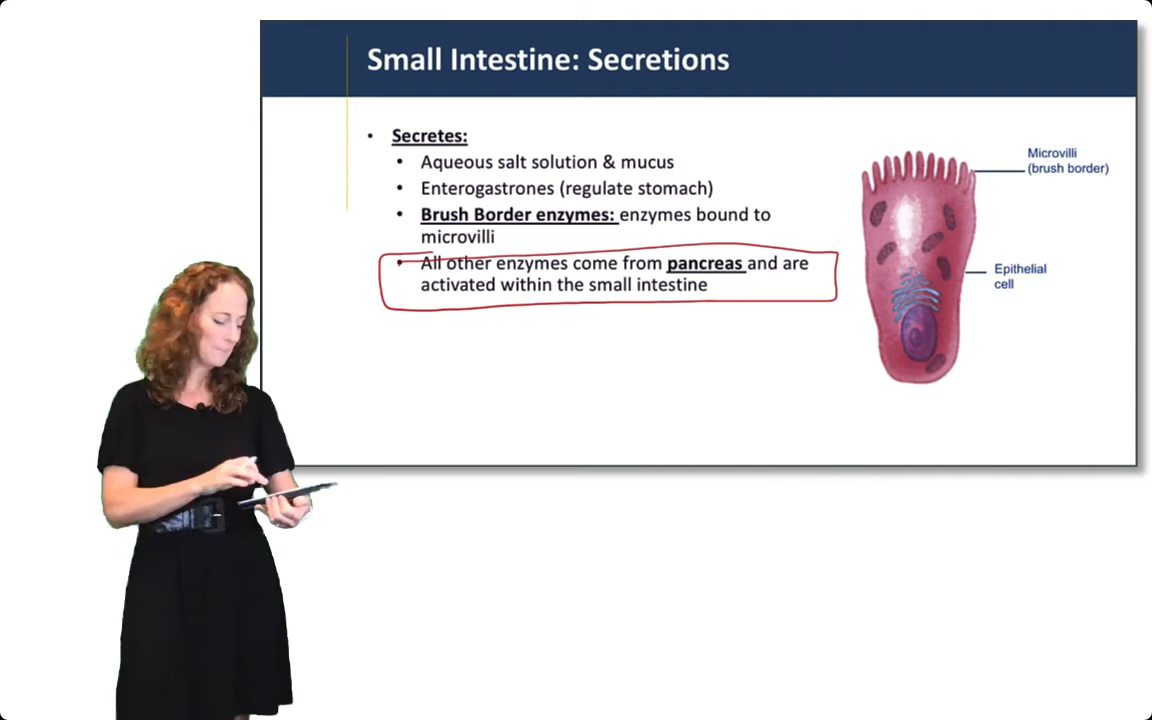 Small Intestine: Secretions
• Secretes:
• Aqueous salt solution & mucus
• Enterogastrones (regulate stomach)
• Brush Border enzymes: enzymes bound to
microvilli
• All other enzymes come from pancreas and are
activated within the small intestine
Microvilli
(brush border)
Epithelial
cell